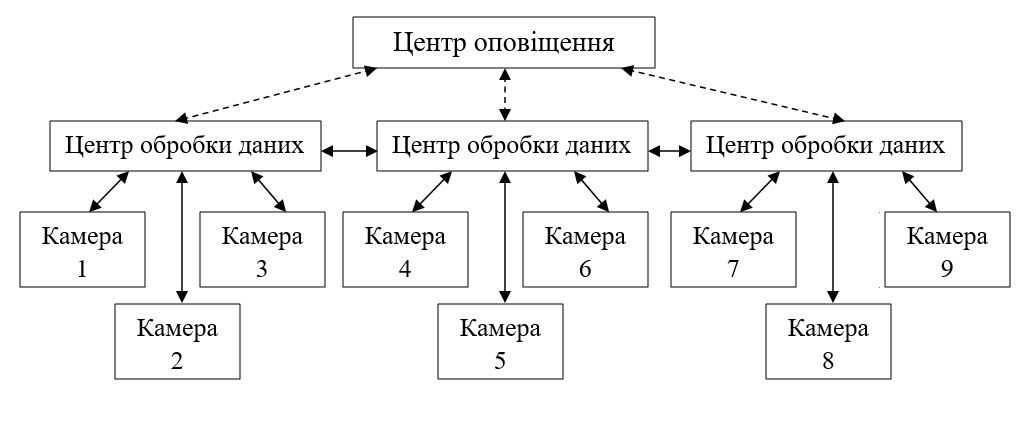 Центр оповіщення
Центр обробки даних
Центр обробки даних
Центр обробки даних
Камера
1
Камера
3
Камера
4
Камера
6
Камера
7
Камера
9
Камера
2
Камера
5
Камера
8